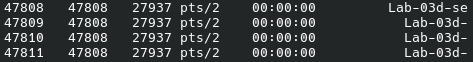 47808 47808 27937 pts/2 00:00:00 Lab-03d-se
47809 47808 27937 pts/2 00:00:00 Lab-03d-
47810 47808 27937 pts/2 00:00:00 Lab-03d-
47811 47808 27937 pts/2 00:00:00 Lab-03d-